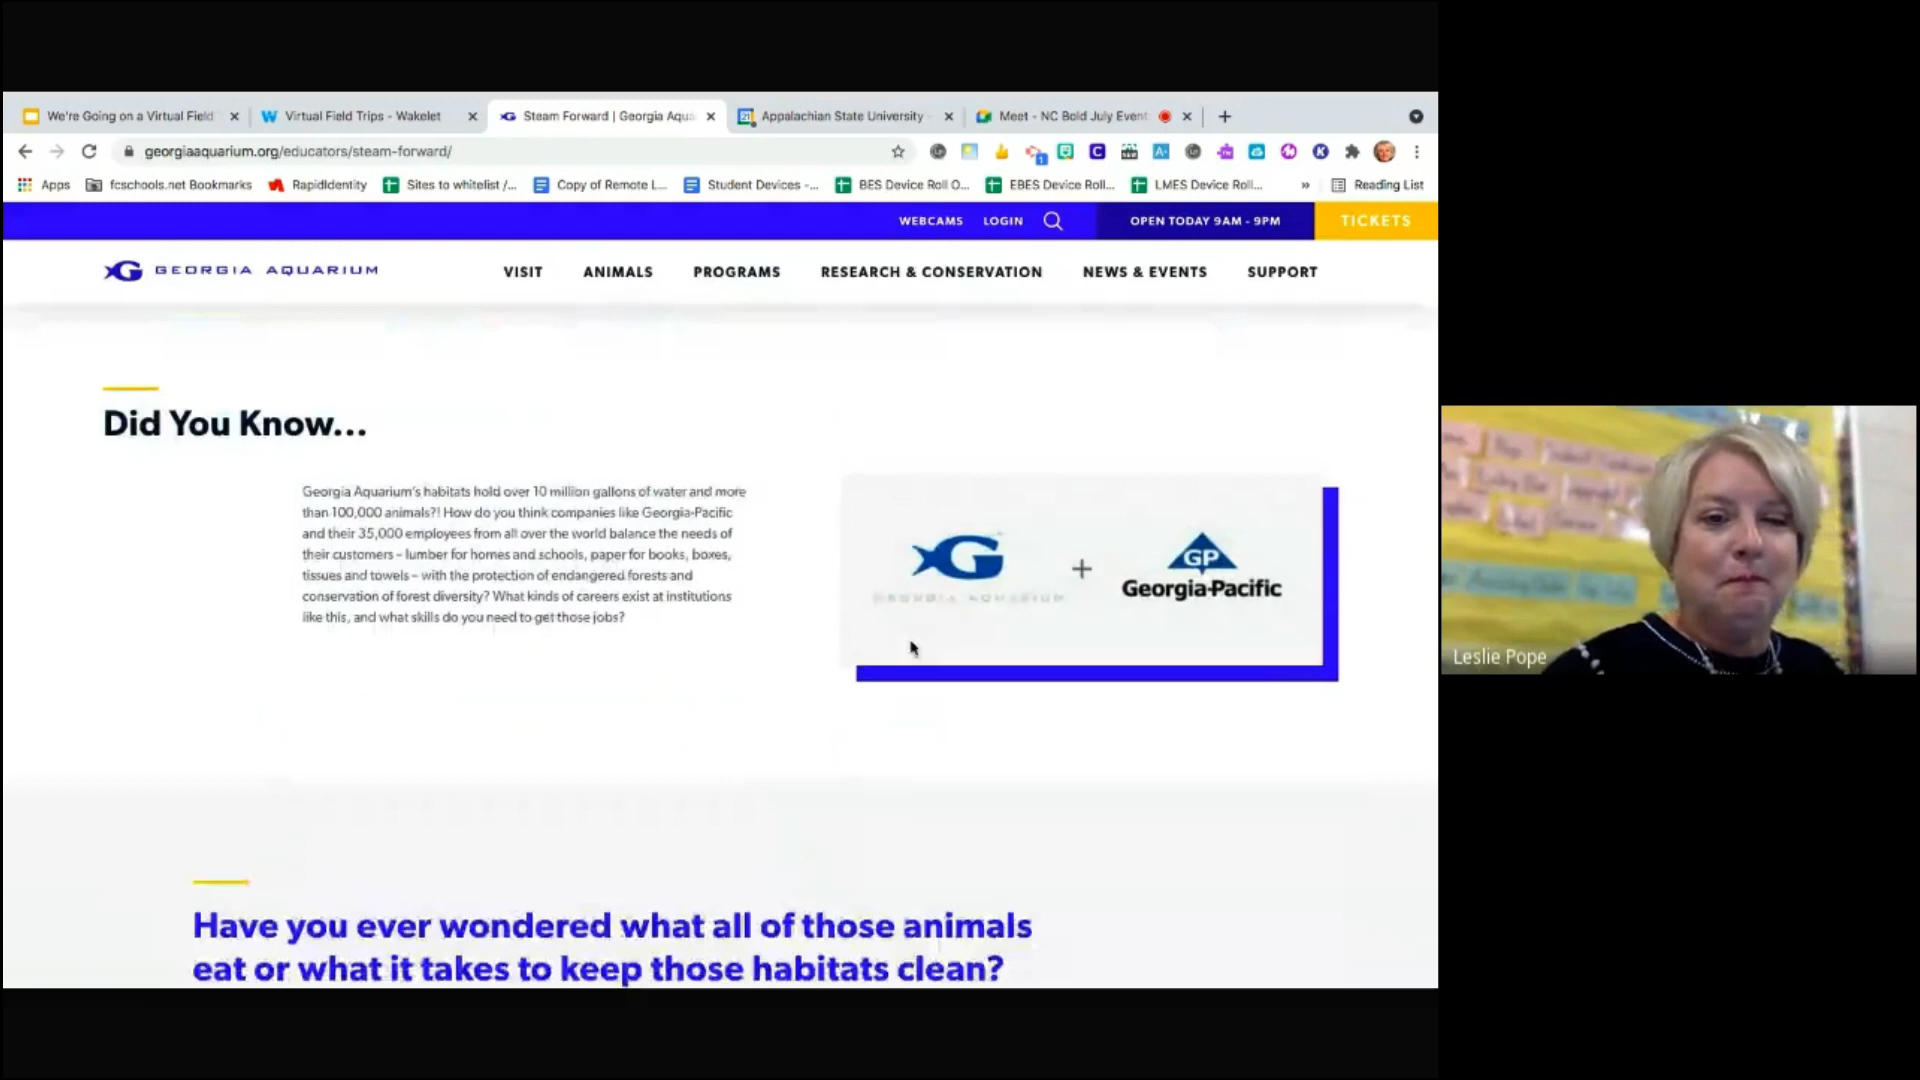 We're Going on a Virtual Field
Virtual Field Trips - Wakelet
Steam Forward | Georgia Aqua
Appalachian State University
Meet - NC Bold July Event
georgiaaquarium.org/educators/steam-forward/
Apps
fcschools.net Bookmarks
RapidIdentity
Sites to whitelist /...
Copy of Remote L...
Student Devices -...
BES Device Roll O...
EBES Device Roll...
LMES Device Roll...
»
Reading List
WEBCAMS
LOGIN
OPEN TODAY 9AM - 9PM
TICKETS
GEORGIA AQUARIUM
VISIT
ANIMALS
PROGRAMS
RESEARCH & CONSERVATION
NEWS & EVENTS
SUPPORT
Did You Know...
Georgia Aquarium's habitats hold over 10 million gallons of water and more
than 100,000 animals?! How do you think companies like Georgia-Pacific
and their 35,000 employees from all over the world balance the needs of
their customers – lumber for homes and schools, paper for books, boxes,
tissues and towels – with the protection of endangered forests and
conservation of forest diversity? What kinds of careers exist at institutions
like this, and what skills do you need to get those jobs?
G
GEORGIA AQUARIUM
+
GP
Georgia-Pacific
Leslie Pope
Have you ever wondered what all of those animals
eat or what it takes to keep those habitats clean?